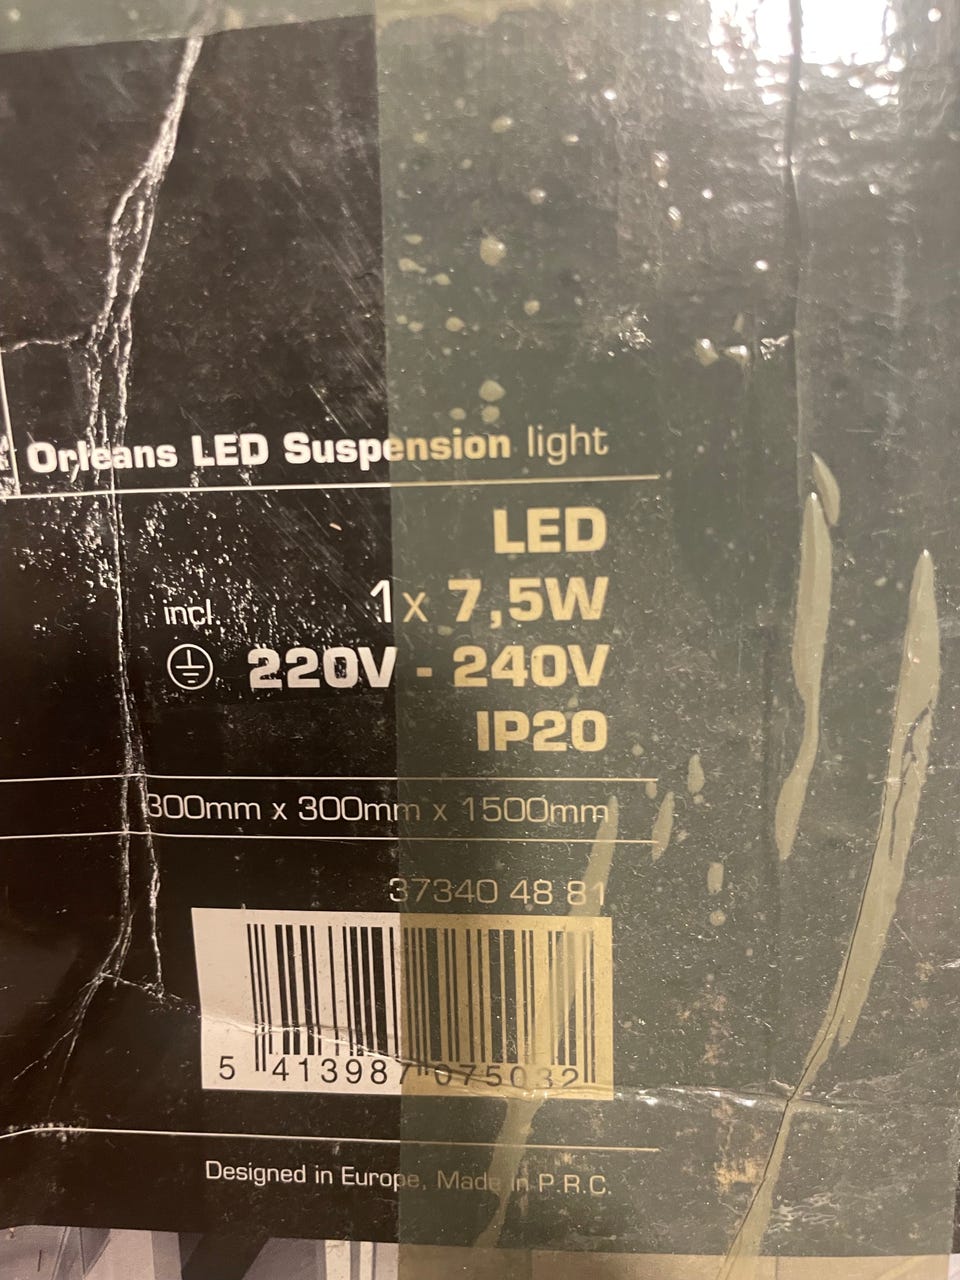 Orleans LED Suspension light
LED
incl. 1 x 7,5W
220V - 240V
IP20
300mm x 300mm x 1500mm
37340 48 81
5 413987 075032
Designed in Europe, Made in P.R.C.